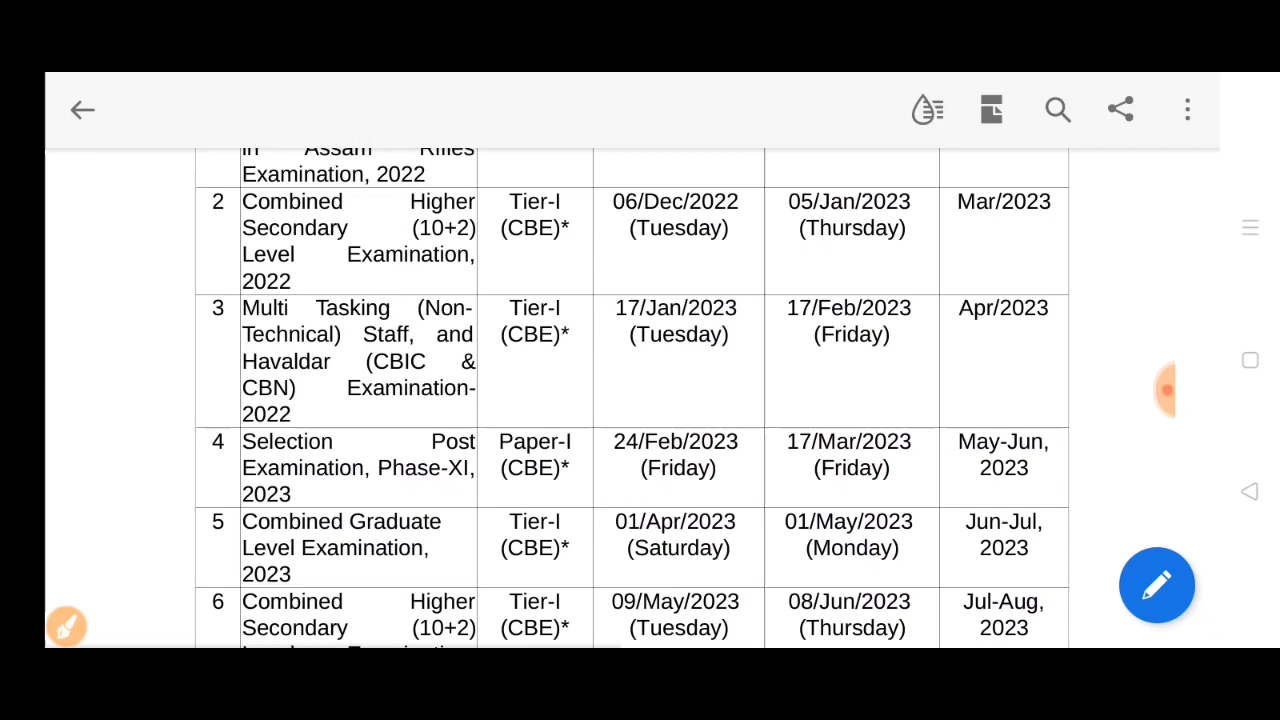 in Assam Rifles
Examination, 2022
2 Combined Higher Tier-I 06/Dec/2022 05/Jan/2023 Mar/2023
Secondary (10+2) (CBE)* (Tuesday) (Thursday)
Level Examination,
2022
3 Multi Tasking (Non- Tier-I 17/Jan/2023 17/Feb/2023 Apr/2023
Technical) Staff, and (CBE)* (Tuesday) (Friday)
Havaldar (CBIC &
CBN) Examination-
2022
4 Selection Post Paper-I 24/Feb/2023 17/Mar/2023 May-Jun,
Examination, Phase-XI, (CBE)* (Friday) (Friday) 2023
2023
5 Combined Graduate Tier-I 01/Apr/2023 01/May/2023 Jun-Jul,
Level Examination, (CBE)* (Saturday) (Monday) 2023
2023
6 Combined Higher Tier-I 09/May/2023 08/Jun/2023 Jul-Aug,
Secondary (10+2) (CBE)* (Tuesday) (Thursday) 2023